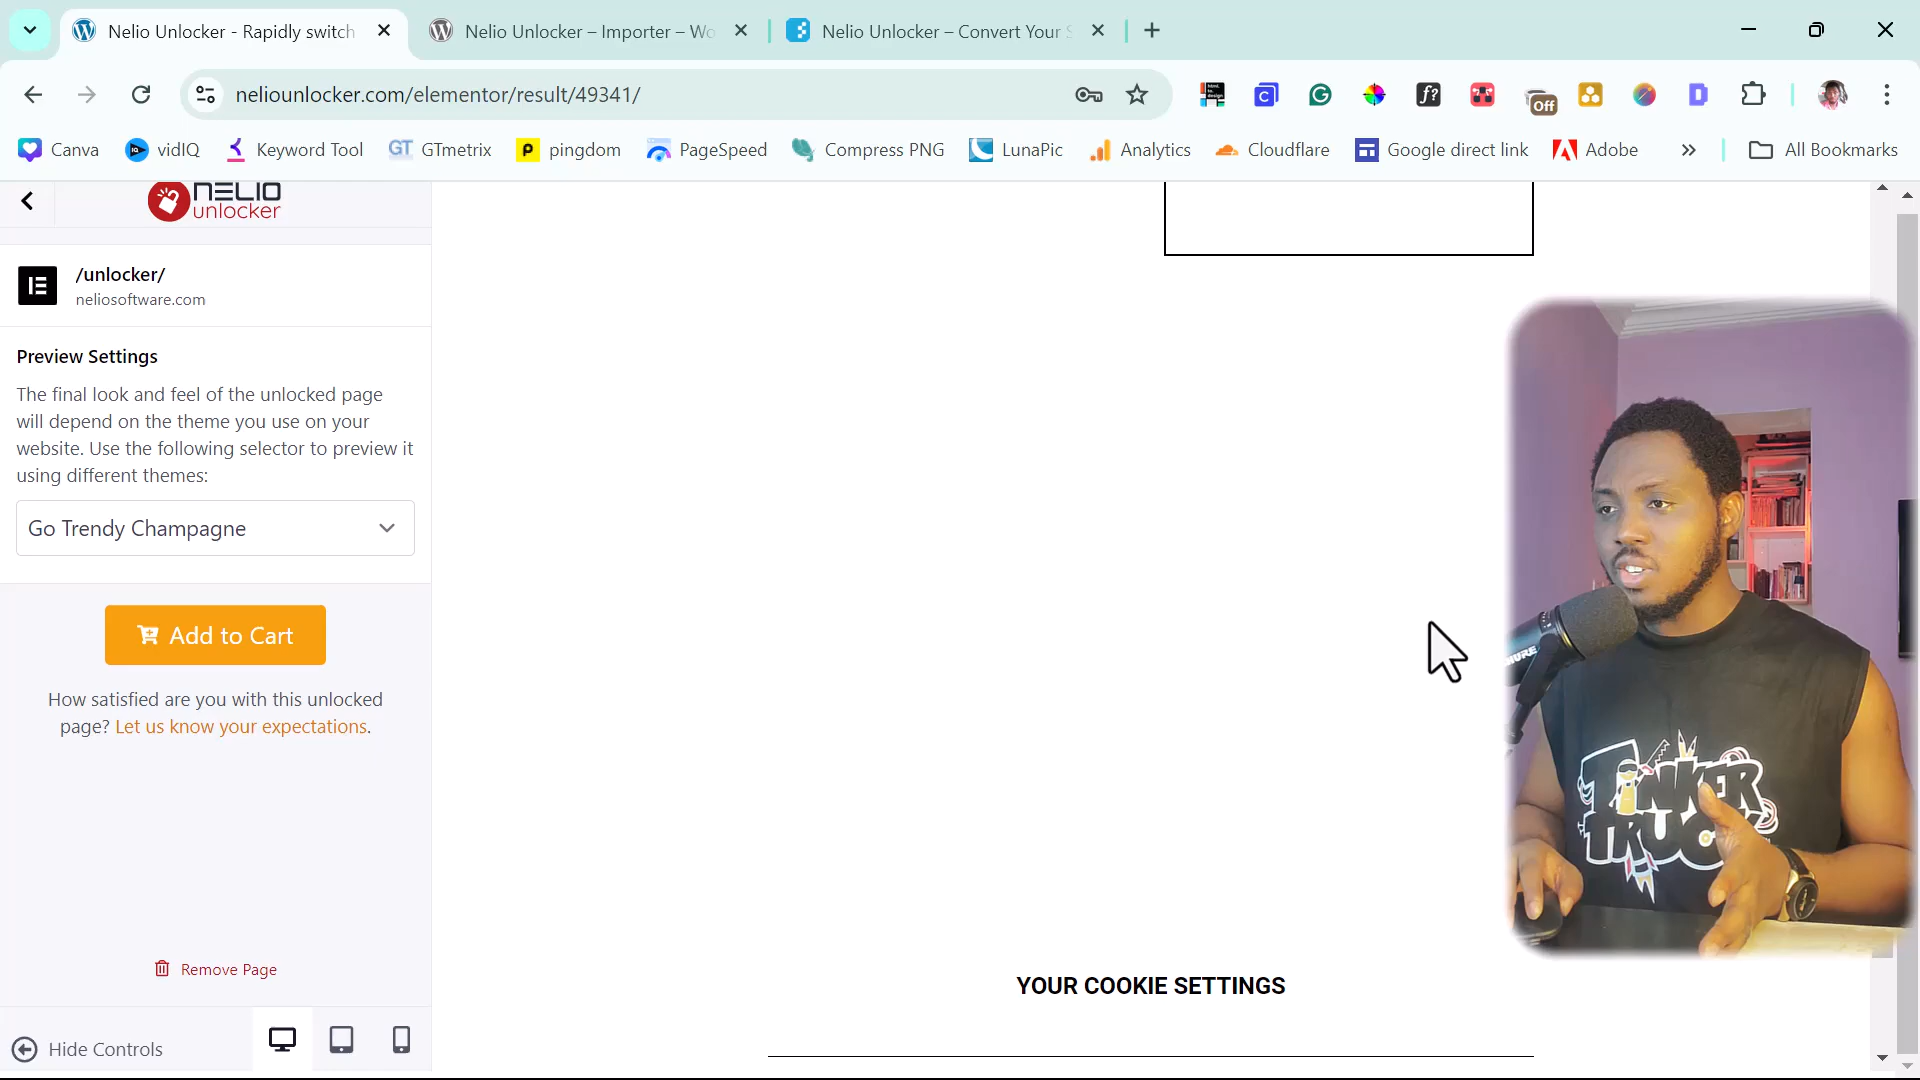 Nelio Unlocker - Rapidly switch
Nelio Unlocker – Importer – Wo
Nelio Unlocker – Convert Your S
neliounlocker.com/elementor/result/49341/
Off
Canva
vidIQ
Keyword Tool
GTmetrix
pingdom
PageSpeed
Compress PNG
LunaPic
Analytics
Cloudflare
Google direct link
Adobe
All Bookmarks
NELIO
unlocker
/unlocker/
neliosoftware.com
Preview Settings
The final look and feel of the unlocked page
will depend on the theme you use on your
website. Use the following selector to preview it
using different themes:
Go Trendy Champagne
Add to Cart
How satisfied are you with this unlocked
page? Let us know your expectations.
Remove Page
Hide Controls
YOUR COOKIE SETTINGS
TINKER
TRUCK